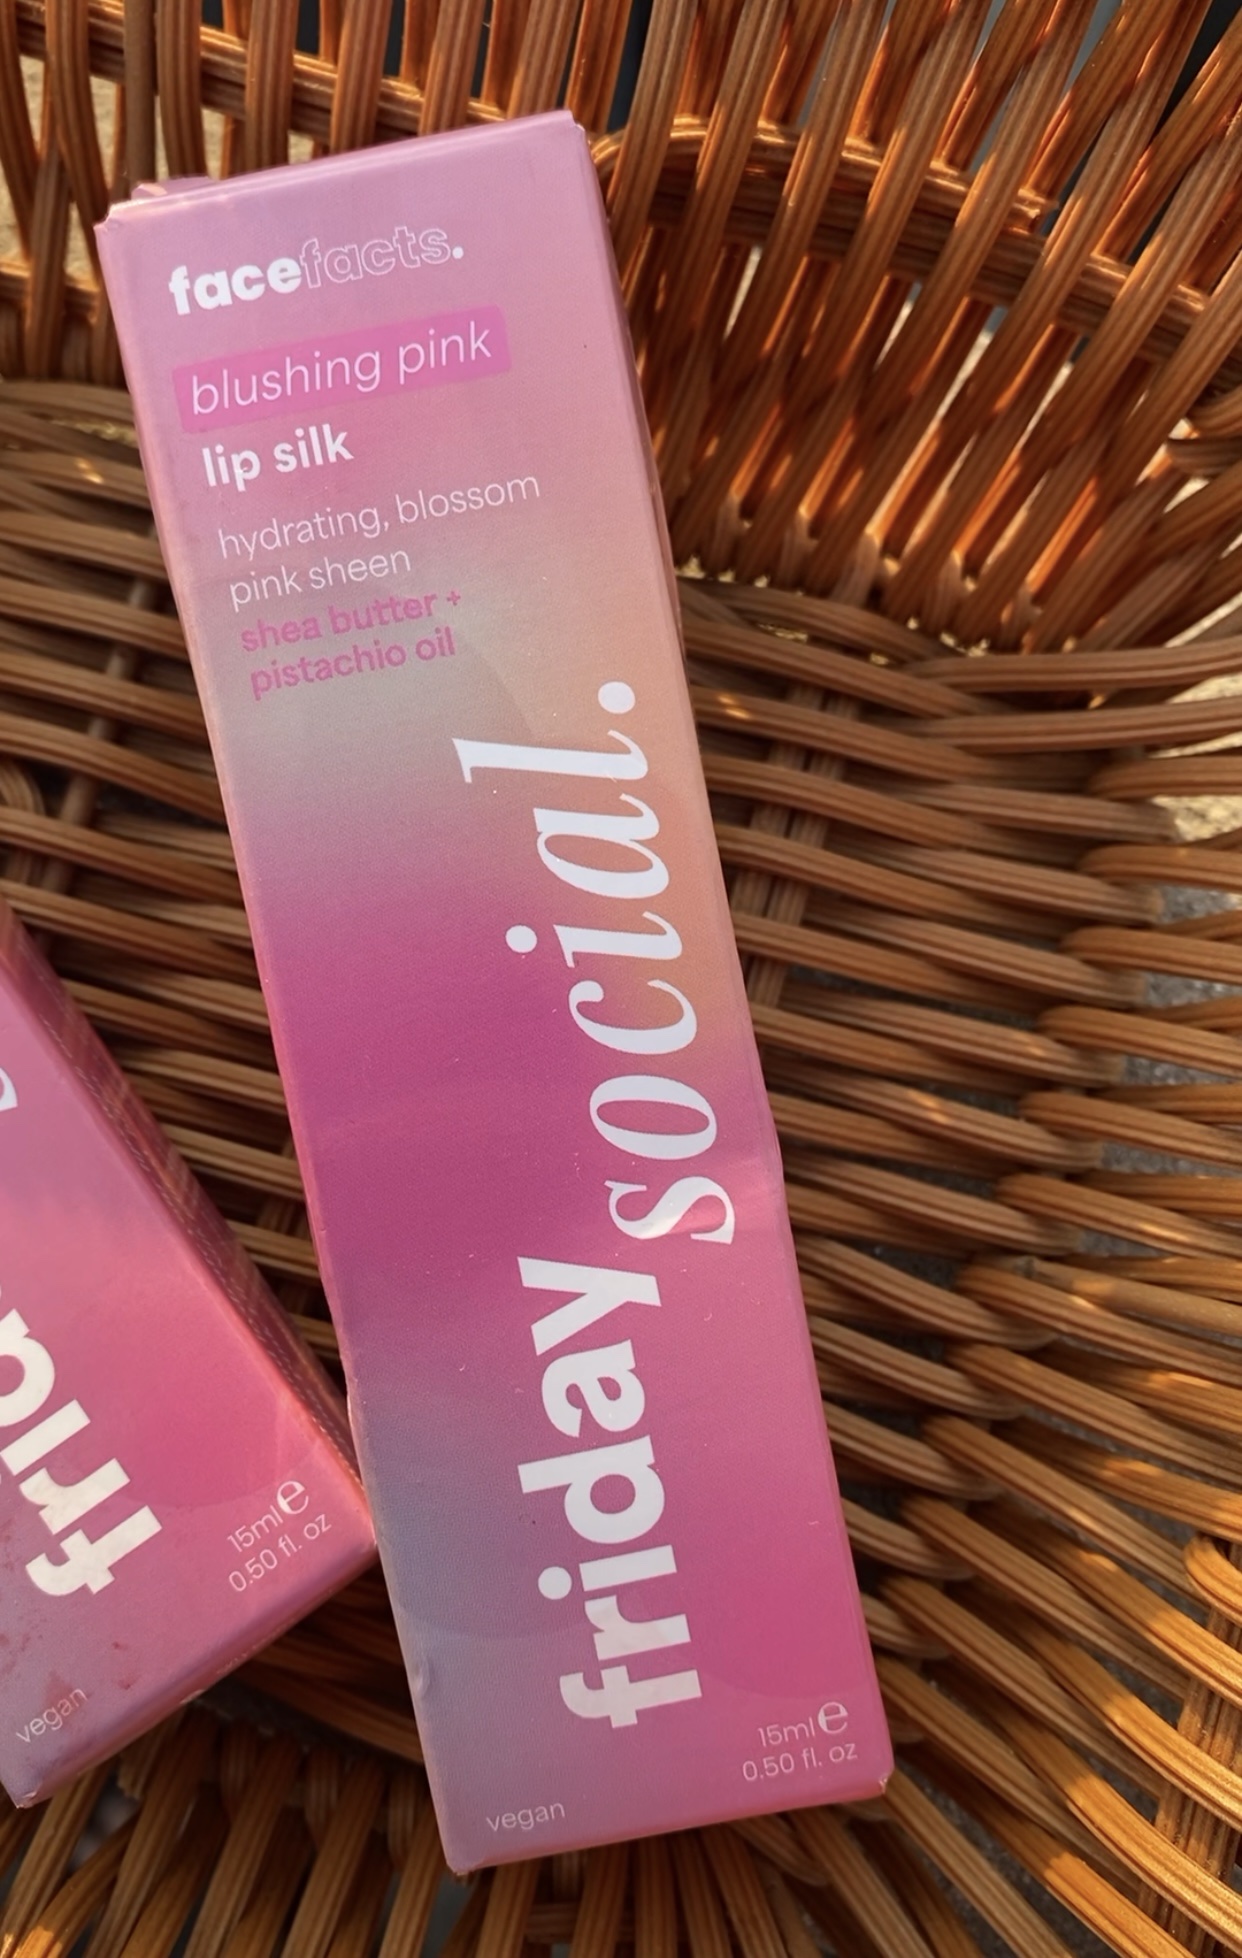 facefacts.
blushing pink
lip silk
hydrating, blossom
pink sheen
shea butter +
pistachio oil
friday social.
15ml e
0.50 fl. oz
vegan
15ml e
0.50 fl. oz
vegan